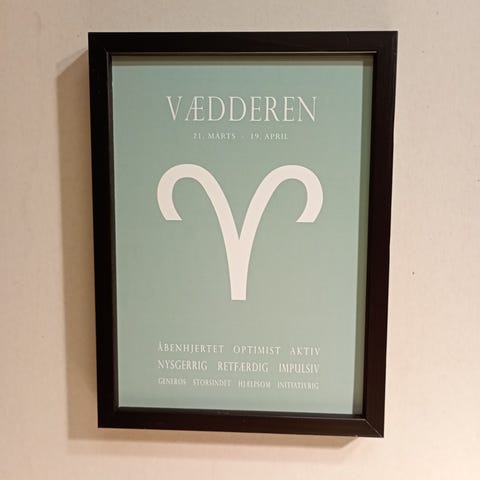 VÆDDEREN
21. MARTS - 19. APRIL
ÅBENHJERTET OPTIMIST AKTIV
NYSGERRIG RETFÆRDIG IMPULSIV
GENERØS STORSINDET HJÆLPSOM INITIATIVRIG